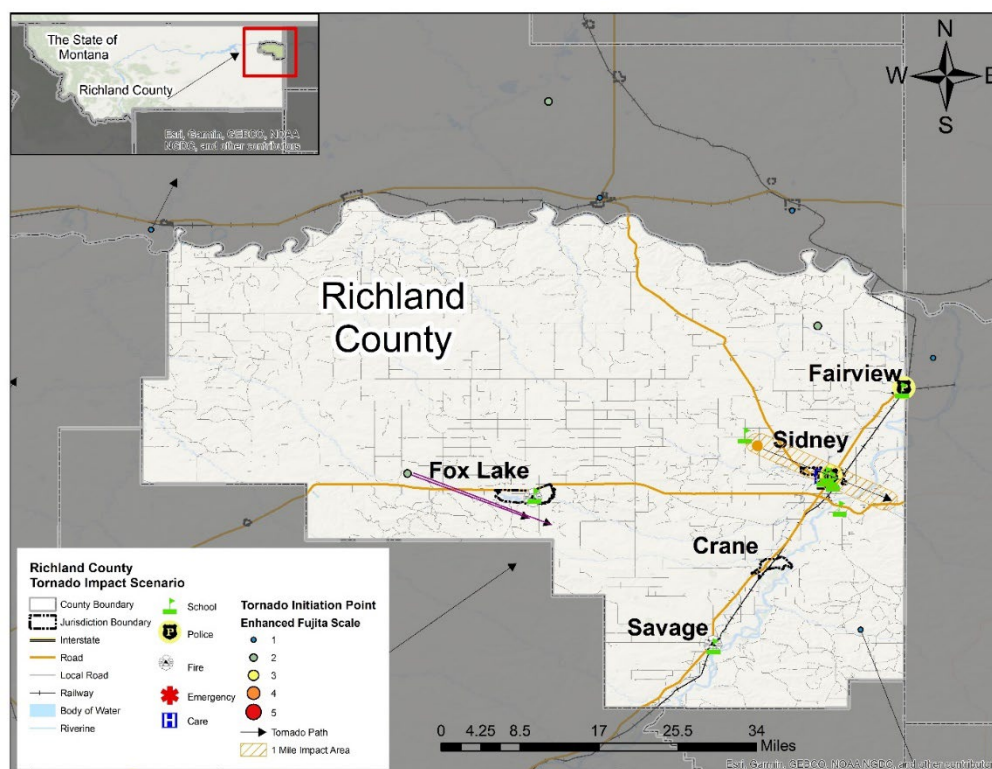 The State of
Montana
Richland County
Esri, Garmin, GEBCO, NOAA
NGDC, and other contributors
N
W E
S
Richland
County
Fairview
Sidney
Fox Lake
Crane
Savage
Richland County
Tornado Impact Scenario
County Boundary
Jurisdiction Boundary
Interstate
Road
Local Road
Railway
Body of Water
Riverine
School
P
Police
Fire
Emergency
H
Care
Tornado Initiation Point
Enhanced Fujita Scale
1
2
3
4
5
Tornado Path
1 Mile Impact Area
0 4.25 8.5 17 25.5 34
Miles
Esri, Garmin, GEBCO, NOAA NGDC, and other contributors